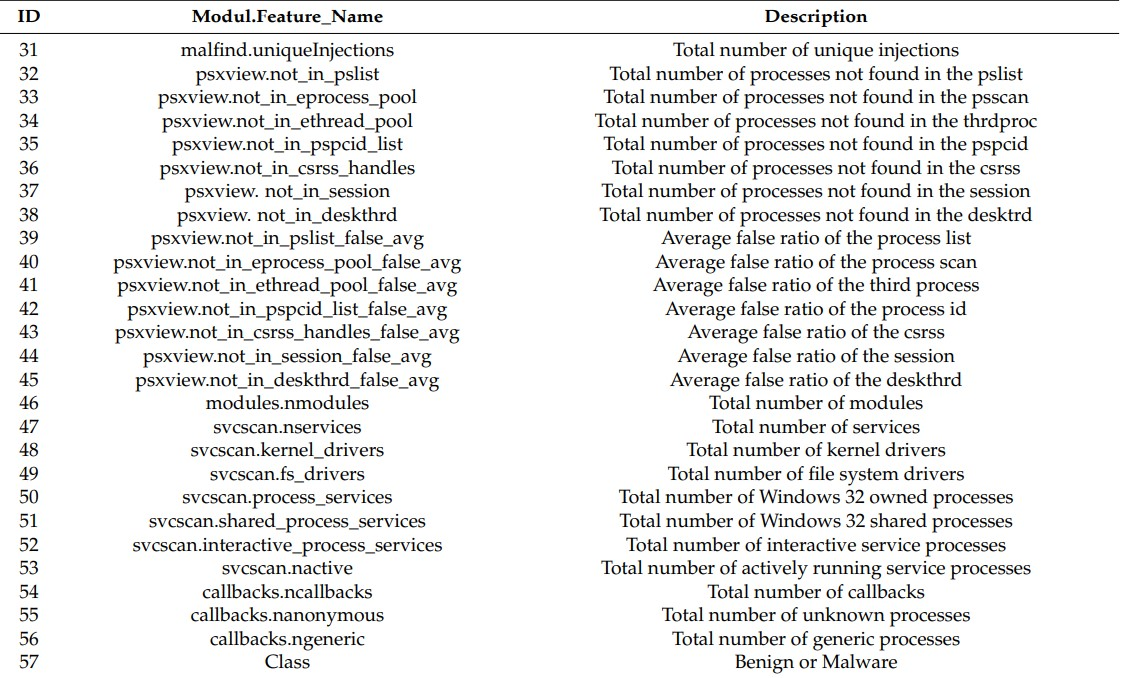 ID Modul.Feature_Name Description
31 malfind.uniqueInjections Total number of unique injections
32 psxview.not_in_pslist Total number of processes not found in the pslist
33 psxview.not_in_eprocess_pool Total number of processes not found in the psscan
34 psxview.not_in_ethread_pool Total number of processes not found in the thrdproc
35 psxview.not_in_pspcid_list Total number of processes not found in the pspcid
36 psxview.not_in_csrss_handles Total number of processes not found in the csrss
37 psxview. not_in_session Total number of processes not found in the session
38 psxview. not_in_deskthrd Total number of processes not found in the desktrd
39 psxview.not_in_pslist_false_avg Average false ratio of the process list
40 psxview.not_in_eprocess_pool_false_avg Average false ratio of the process scan
41 psxview.not_in_ethread_pool_false_avg Average false ratio of the third process
42 psxview.not_in_pspcid_list_false_avg Average false ratio of the process id
43 psxview.not_in_csrss_handles_false_avg Average false ratio of the csrss
44 psxview.not_in_session_false_avg Average false ratio of the session
45 psxview.not_in_deskthrd_false_avg Average false ratio of the deskthrd
46 modules.nmodules Total number of modules
47 svcscan.nservices Total number of services
48 svcscan.kernel_drivers Total number of kernel drivers
49 svcscan.fs_drivers Total number of file system drivers
50 svcscan.process_services Total number of Windows 32 owned processes
51 svcscan.shared_process_services Total number of Windows 32 shared processes
52 svcscan.interactive_process_services Total number of interactive service processes
53 svcscan.nactive Total number of actively running service processes
54 callbacks.ncallbacks Total number of callbacks
55 callbacks.nanonymous Total number of unknown processes
56 callbacks.ngeneric Total number of generic processes
57 Class Benign or Malware